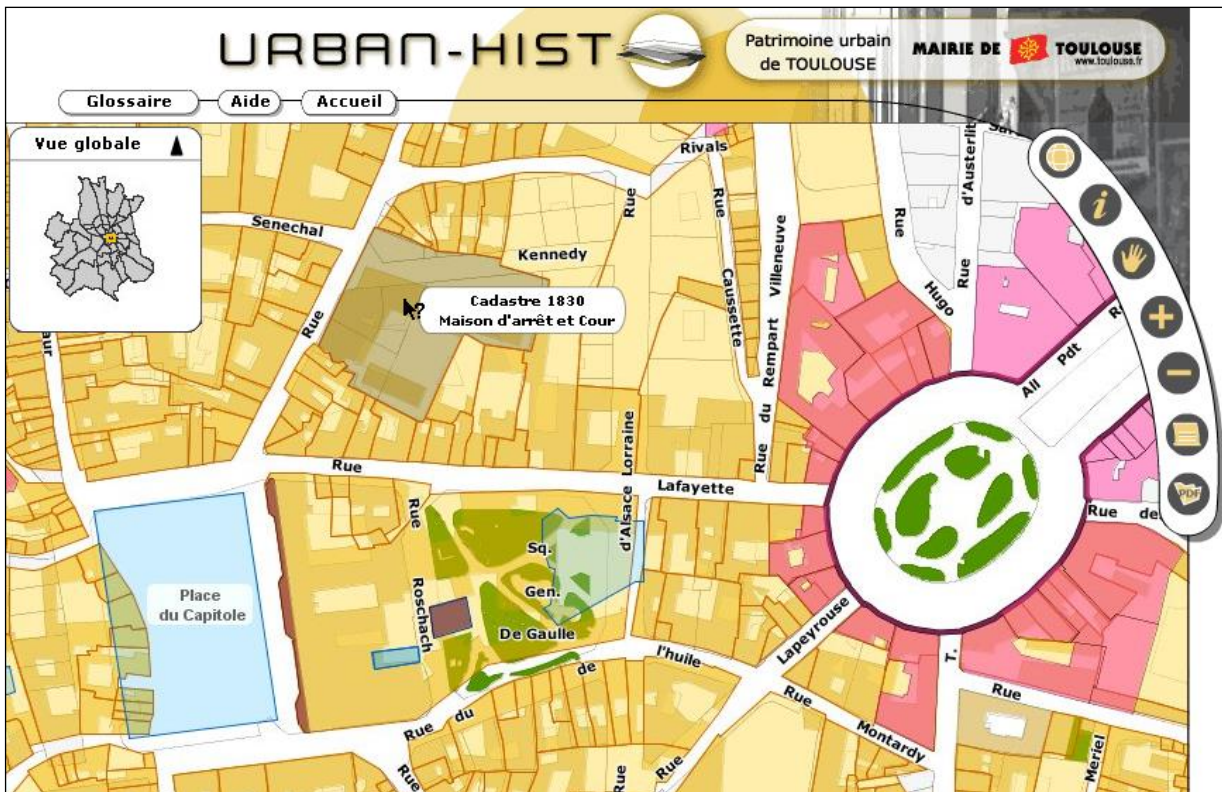 URBAN-HIST
Patrimoine urbain
de TOULOUSE
MAIRIE DE TOULOUSE
www.toulouse.fr
Glossaire
Aide
Accueil
Vue globale
Rivals
Rue
d'Austerlit
Senechal
Rue
Kennedy
Rue
Caussette
Villeneuve
Rempart
du
Rue
Rue
Hugo
Rue
Cadastre 1830
Maison d'arrêt et Cour
Rue
All
Pdt
Rue
Lafayette
d'Alsace Lorraine
Rue
Roschach
Sq.
Gen.
De Gaulle
Place
du Capitole
PDF
Rue de
Lapeyrouse
T.
Rue
du
de
l'huile
Rue
Montardy
Rue
Meriel
Rue
Rue
Rue